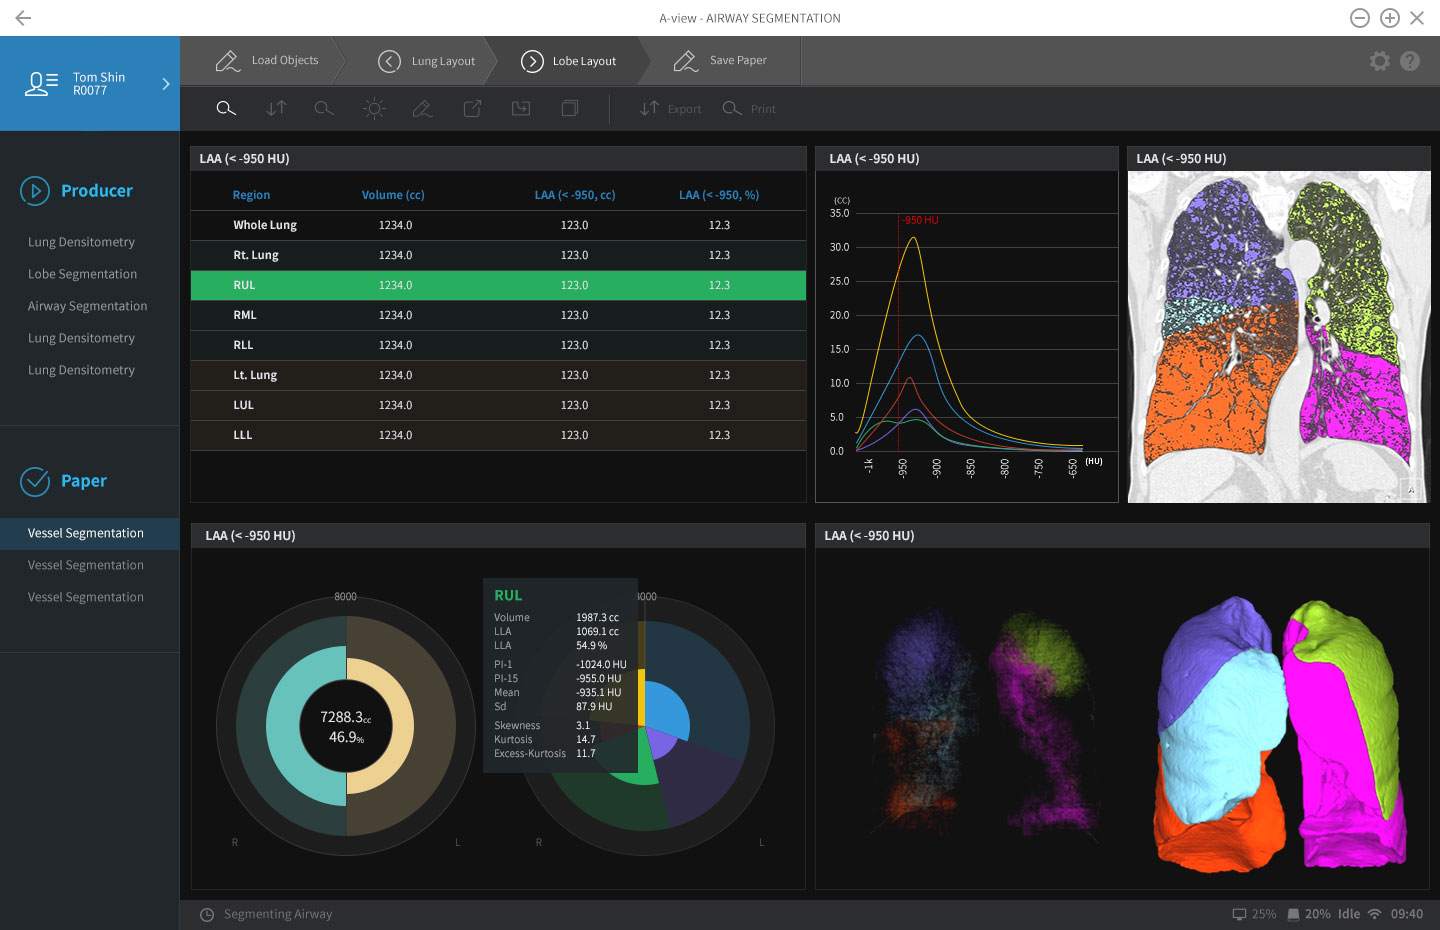 A-view - AIRWAY SEGMENTATION
Tom Shin
R0077
Load Objects
Lung Layout
Lobe Layout
Save Paper
Export
Print
Producer
Lung Densitometry
Lobe Segmentation
Airway Segmentation
Lung Densitometry
Lung Densitometry
Paper
Vessel Segmentation
Vessel Segmentation
Vessel Segmentation
LAA (< -950 HU)
Region Volume (cc) LAA (< -950, cc) LAA (< -950, %)
Whole Lung 1234.0 123.0 12.3
Rt. Lung 1234.0 123.0 12.3
RUL 1234.0 123.0 12.3
RML 1234.0 123.0 12.3
RLL 1234.0 123.0 12.3
Lt. Lung 1234.0 123.0 12.3
LUL 1234.0 123.0 12.3
LLL 1234.0 123.0 12.3
LAA (< -950 HU)
(CC)
35.0
-950 HU
30.0
25.0
20.0
15.0
10.0
5.0
0.0
-1k -950 -900 -850 -800 -750 -650 (HU)
LAA (< -950 HU)
A
LAA (< -950 HU)
8000
7288.3cc
46.9%
R L
RUL
Volume 1987.3 cc
LLA 1069.1 cc
LLA 54.9 %
PI-1 -1024.0 HU
PI-15 -955.0 HU
Mean -935.1 HU
Sd 87.9 HU
Skewness 3.1
Kurtosis 14.7
Excess-Kurtosis 11.7
R L
LAA (< -950 HU)
Segmenting Airway
25% 20% Idle 09:40